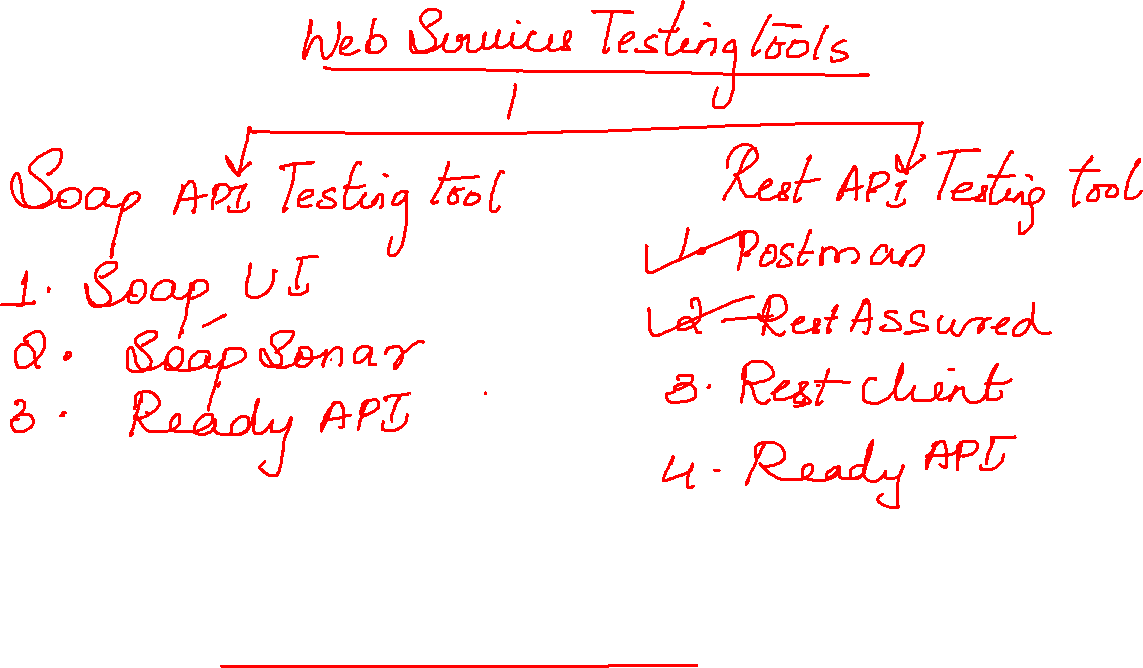 Web Services Testing tools
Soap API Testing tool
1. Soap UI
2. Soap Sonar
3. Ready API
Rest API Testing tool
1. Postman
2. Rest Assured
3. Rest client
4. Ready API